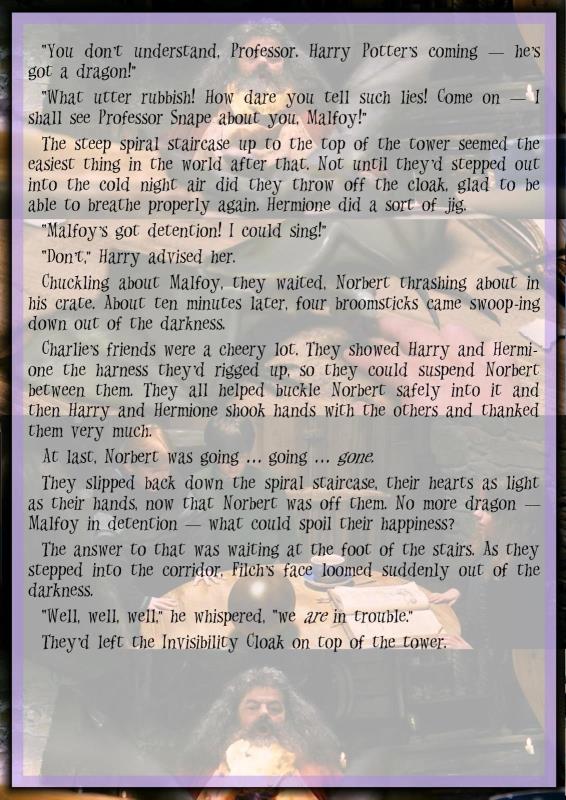 "You don't understand, Professor. Harry Potter's coming — he's
got a dragon!"
"What utter rubbish! How dare you tell such lies! Come on — I
shall see Professor Snape about you, Malfoy!"
The steep spiral staircase up to the top of the tower seemed the
easiest thing in the world after that. Not until they'd stepped out
into the cold night air did they throw off the cloak, glad to be
able to breathe properly again. Hermione did a sort of jig.
"Malfoy's got detention! I could sing!"
"Don't," Harry advised her.
Chuckling about Malfoy, they waited, Norbert thrashing about in
his crate. About ten minutes later, four broomsticks came swoop-ing
down out of the darkness.
Charlie's friends were a cheery lot. They showed Harry and Hermi-
one the harness they'd rigged up, so they could suspend Norbert
between them. They all helped buckle Norbert safely into it and
then Harry and Hermione shook hands with the others and thanked
them very much.
At last, Norbert was going ... going ... gone.
They slipped back down the spiral staircase, their hearts as light
as their hands, now that Norbert was off them. No more dragon —
Malfoy in detention — what could spoil their happiness?
The answer to that was waiting at the foot of the stairs. As they
stepped into the corridor, Filch's face loomed suddenly out of the
darkness.
"Well, well, well," he whispered, "we are in trouble."
They'd left the Invisibility Cloak on top of the tower.